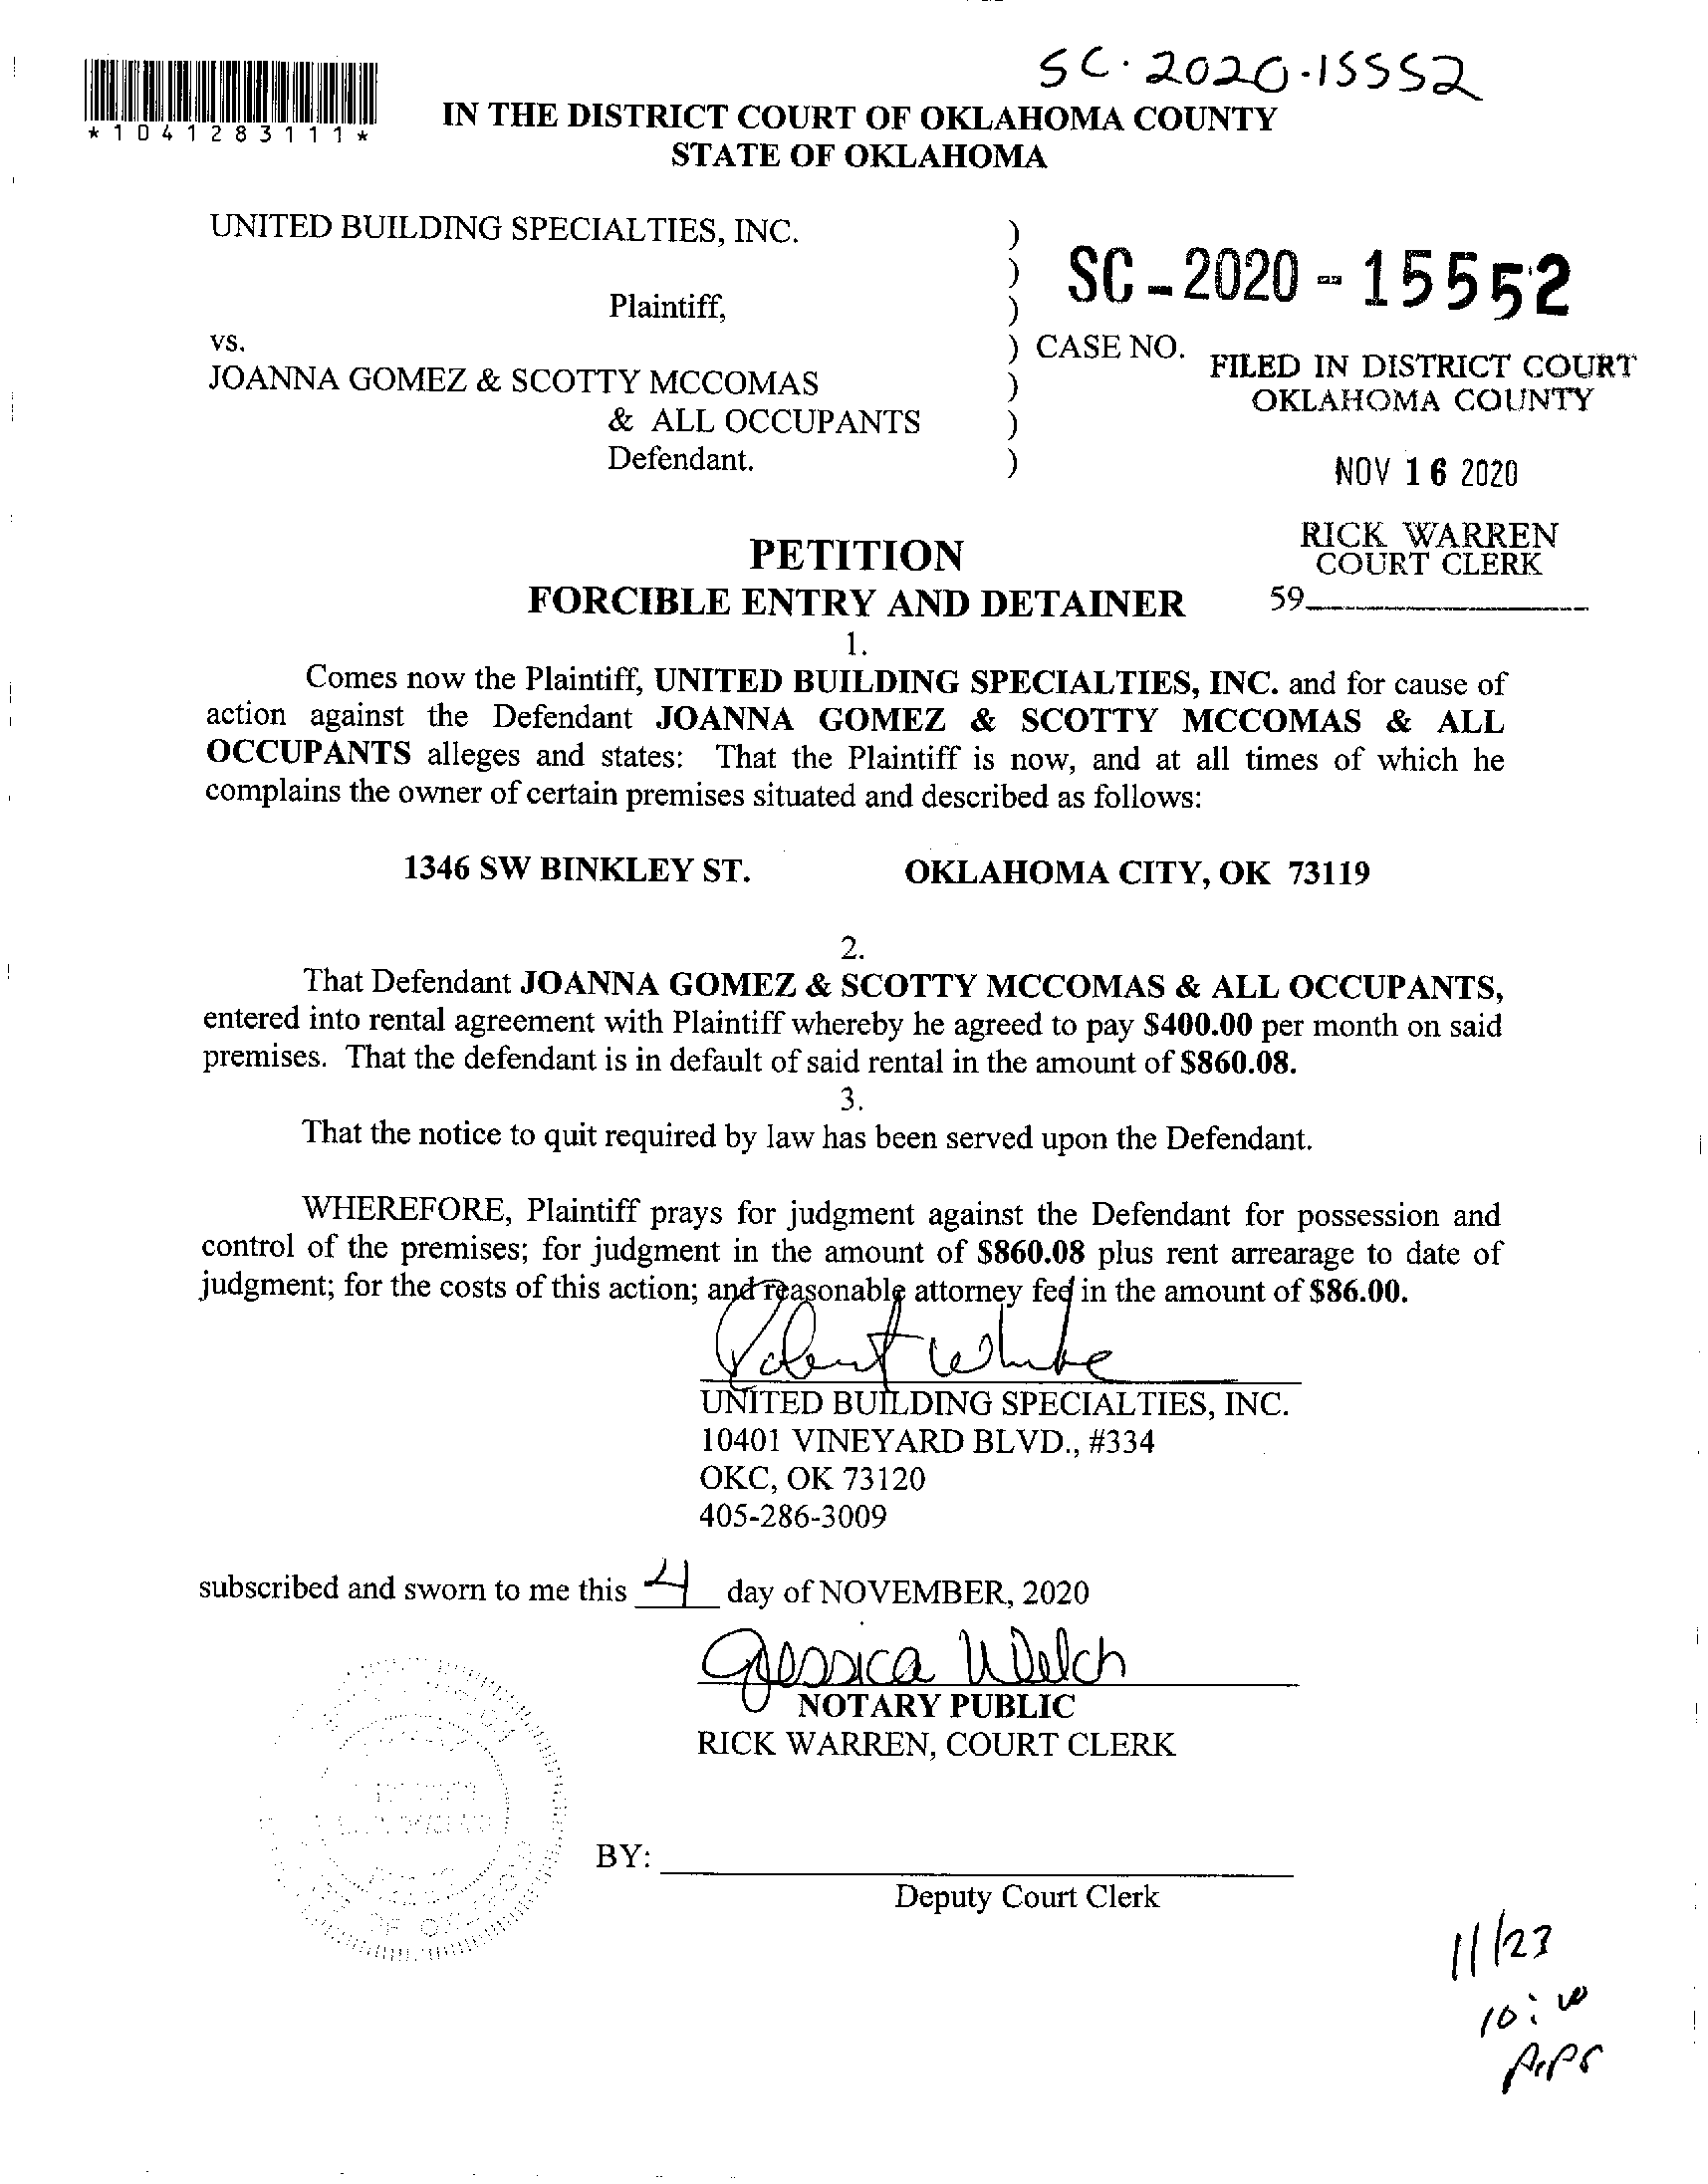 SC-2020-15552
*1041283111*
IN THE DISTRICT COURT OF OKLAHOMA COUNTY
STATE OF OKLAHOMA
UNITED BUILDING SPECIALTIES, INC. )
)
SC-2020-15552
Plaintiff, )
vs. ) CASE NO.
FILED IN DISTRICT COURT
JOANNA GOMEZ & SCOTTY MCCOMAS )
OKLAHOMA COUNTY
& ALL OCCUPANTS )
Defendant. )
NOV 16 2020
RICK WARREN
COURT CLERK
59
PETITION
FORCIBLE ENTRY AND DETAINER
1.
Comes now the Plaintiff, UNITED BUILDING SPECIALTIES, INC. and for cause of
action against the Defendant JOANNA GOMEZ & SCOTTY MCCOMAS & ALL
OCCUPANTS alleges and states: That the Plaintiff is now, and at all times of which he
complains the owner of certain premises situated and described as follows:
1346 SW BINKLEY ST. OKLAHOMA CITY, OK 73119
2.
That Defendant JOANNA GOMEZ & SCOTTY MCCOMAS & ALL OCCUPANTS,
entered into rental agreement with Plaintiff whereby he agreed to pay $400.00 per month on said
premises. That the defendant is in default of said rental in the amount of $860.08.
3.
That the notice to quit required by law has been served upon the Defendant.
WHEREFORE, Plaintiff prays for judgment against the Defendant for possession and
control of the premises; for judgment in the amount of $860.08 plus rent arrearage to date of
judgment; for the costs of this action; and reasonable attorney fee in the amount of $86.00.
Robert White
UNITED BUILDING SPECIALTIES, INC.
10401 VINEYARD BLVD., #334
OKC, OK 73120
405-286-3009
subscribed and sworn to me this 4 day of NOVEMBER, 2020
Jessica Welch
NOTARY PUBLIC
RICK WARREN, COURT CLERK
BY:
Deputy Court Clerk
11/23